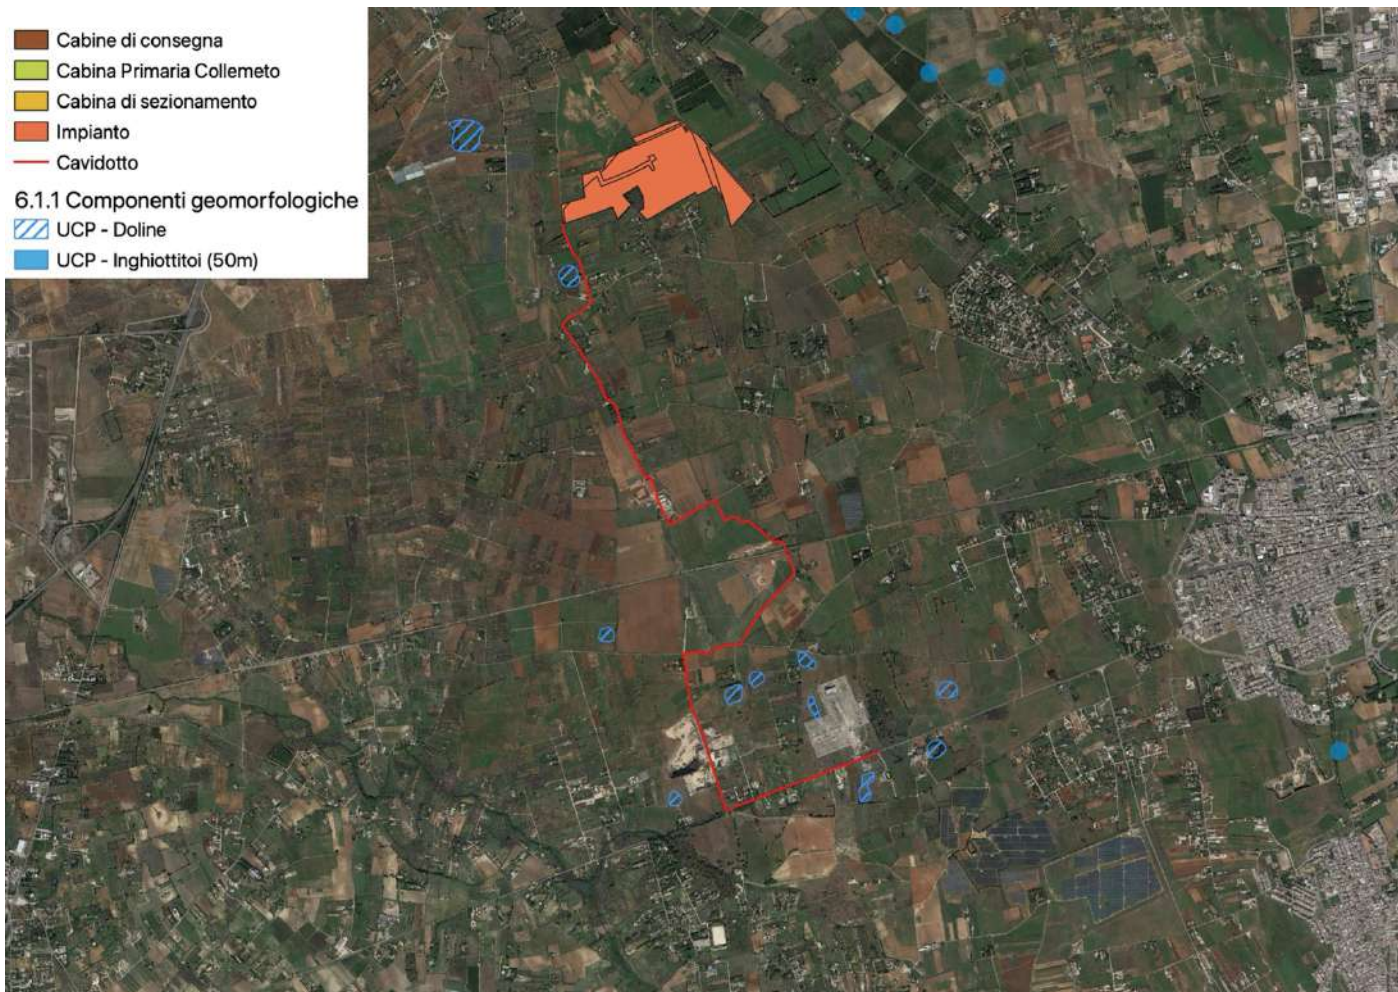 Cabine di consegna
Cabina Primaria Collemeto
Cabina di sezionamento
Impianto
Cavidotto
6.1.1 Componenti geomorfologiche
UCP - Doline
UCP - Inghiottitoi (50m)